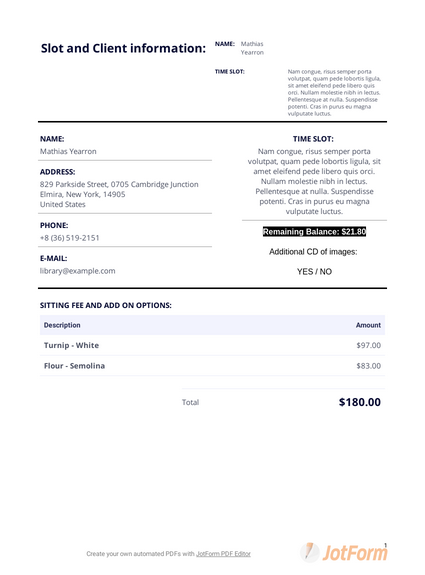 Slot and Client information:
NAME: Mathias
Yearron
TIME SLOT:
Nam congue, risus semper porta
volutpat, quam pede lobortis ligula,
sit amet eleifend pede libero quis
orci. Nullam molestie nibh in lectus.
Pellentesque at nulla. Suspendisse
potenti. Cras in purus eu magna
vulputate luctus.
NAME:
Mathias Yearron
ADDRESS:
829 Parkside Street, 0705 Cambridge Junction
Elmira, New York, 14905
United States
PHONE:
+8 (36) 519-2151
E-MAIL:
library@example.com
TIME SLOT:
Nam congue, risus semper porta
volutpat, quam pede lobortis ligula, sit
amet eleifend pede libero quis orci.
Nullam molestie nibh in lectus.
Pellentesque at nulla. Suspendisse
potenti. Cras in purus eu magna
vulputate luctus.
Remaining Balance: $21.80
Additional CD of images:
YES / NO
SITTING FEE AND ADD ON OPTIONS:
Description Amount
Turnip - White $97.00
Flour - Semolina $83.00
Total $180.00
Create your own automated PDFs with JotForm PDF Editor
JotForm
1